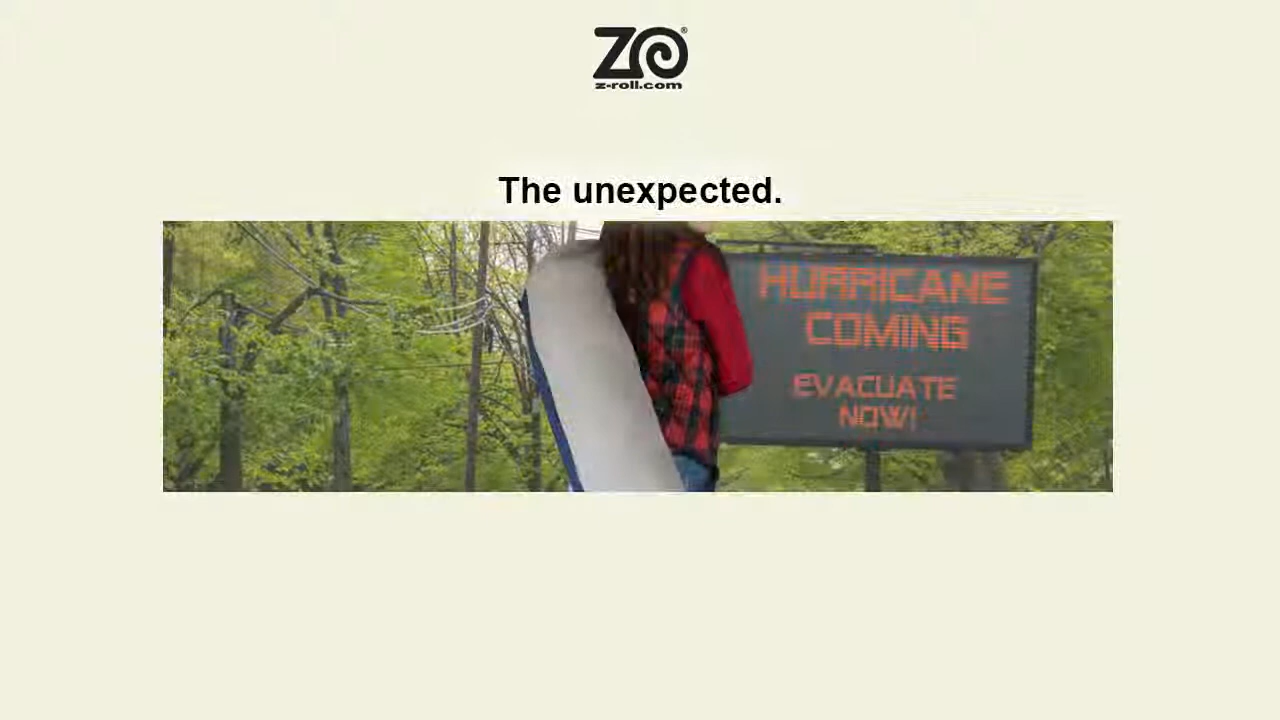 ZO®
z-roll.com
The unexpected.
HURRICANE
COMING
EVACUATE
NOW!